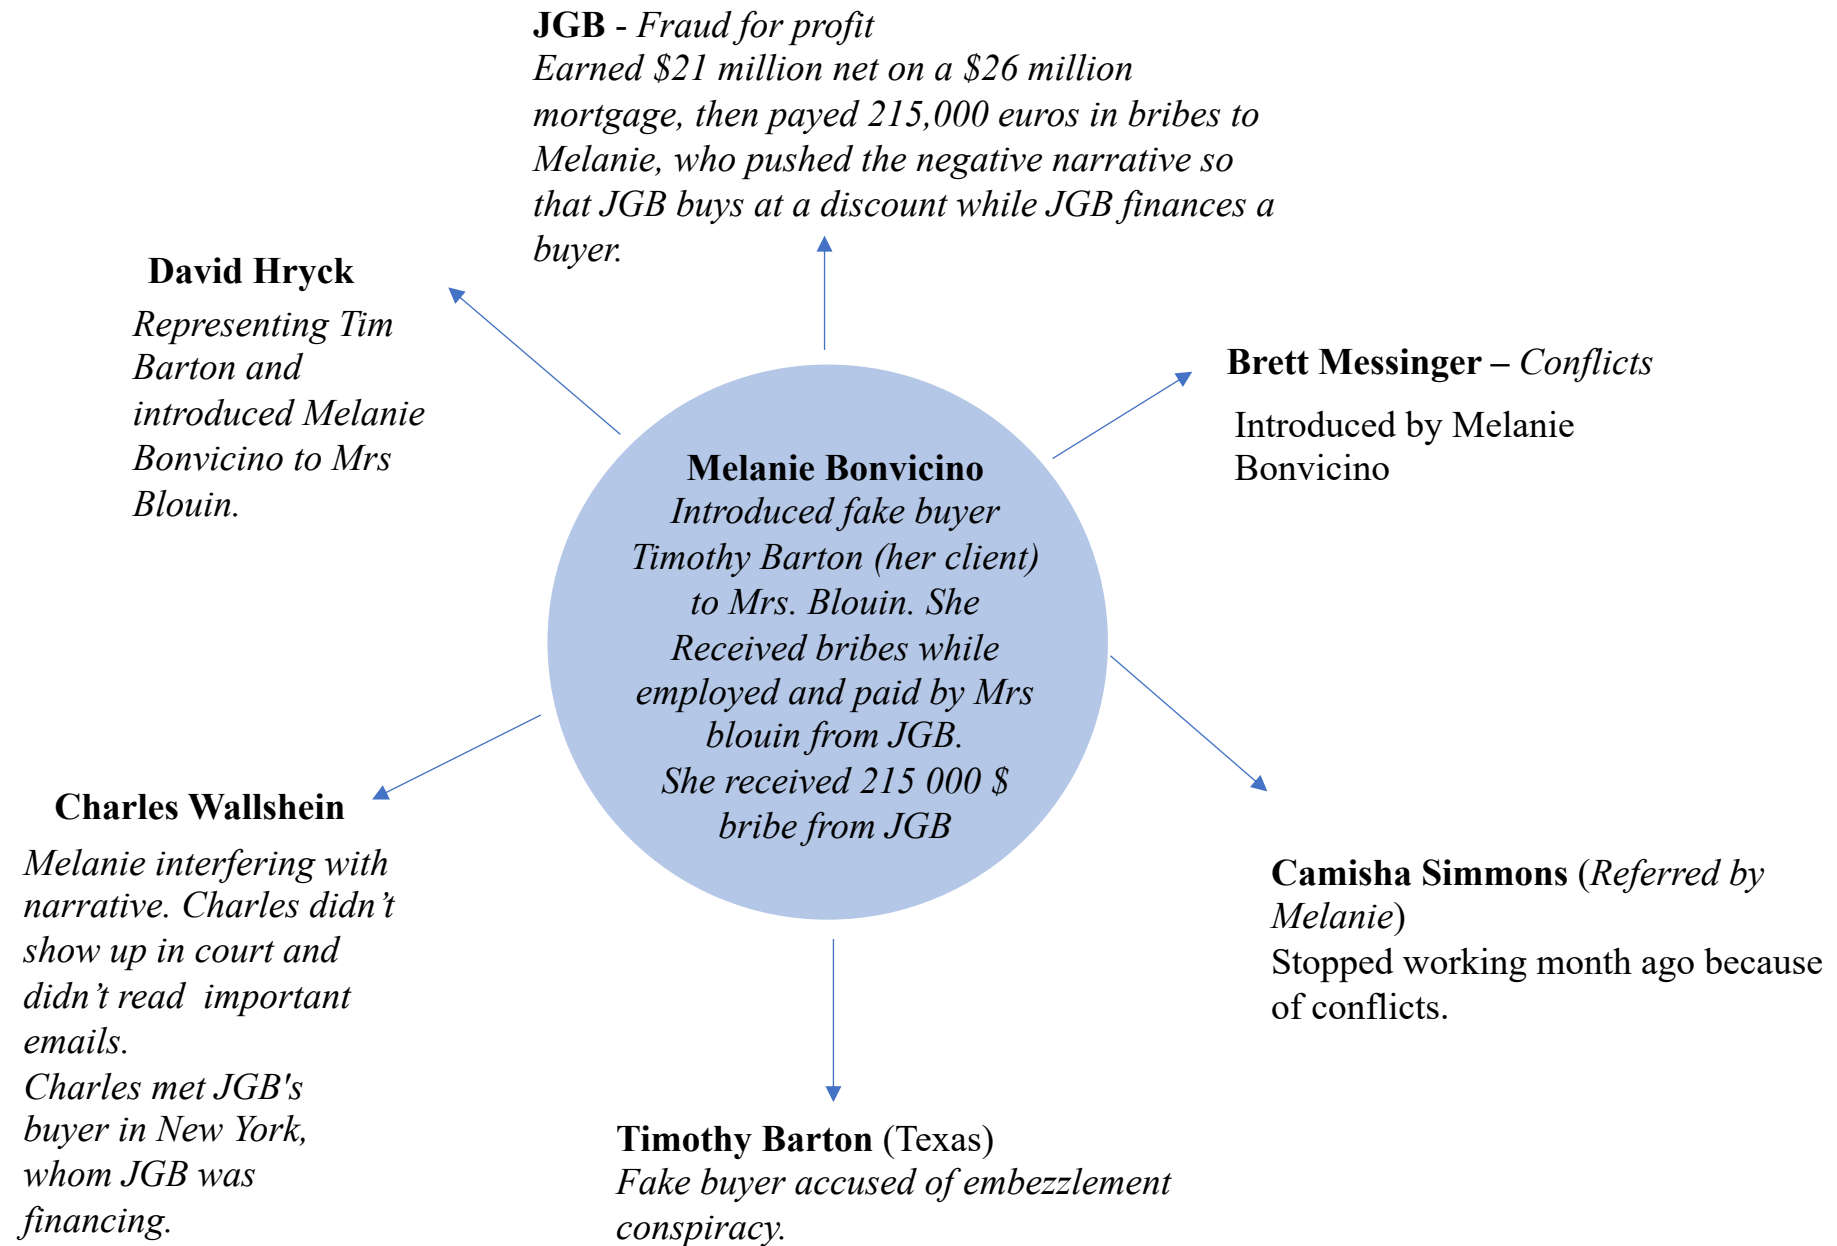 JGB - Fraud for profit
Earned $21 million net on a $26 million
mortgage, then payed 215,000 euros in bribes to
Melanie, who pushed the negative narrative so
that JGB buys at a discount while JGB finances a
buyer.
David Hryck
Representing Tim
Barton and
introduced Melanie
Bonvicino to Mrs
Blouin.
Brett Messinger – Conflicts
Introduced by Melanie
Bonvicino
Melanie Bonvicino
Introduced fake buyer
Timothy Barton (her client)
to Mrs. Blouin. She
Received bribes while
employed and paid by Mrs
blouin from JGB.
She received 215 000 $
bribe from JGB
Charles Wallshein
Melanie interfering with
narrative. Charles didn’t
show up in court and
didn’t read  important
emails.
Charles met JGB's
buyer in New York,
whom JGB was
financing.
Camisha Simmons (Referred by
Melanie)
Stopped working month ago because
of conflicts.
Timothy Barton (Texas)
Fake buyer accused of embezzlement
conspiracy.